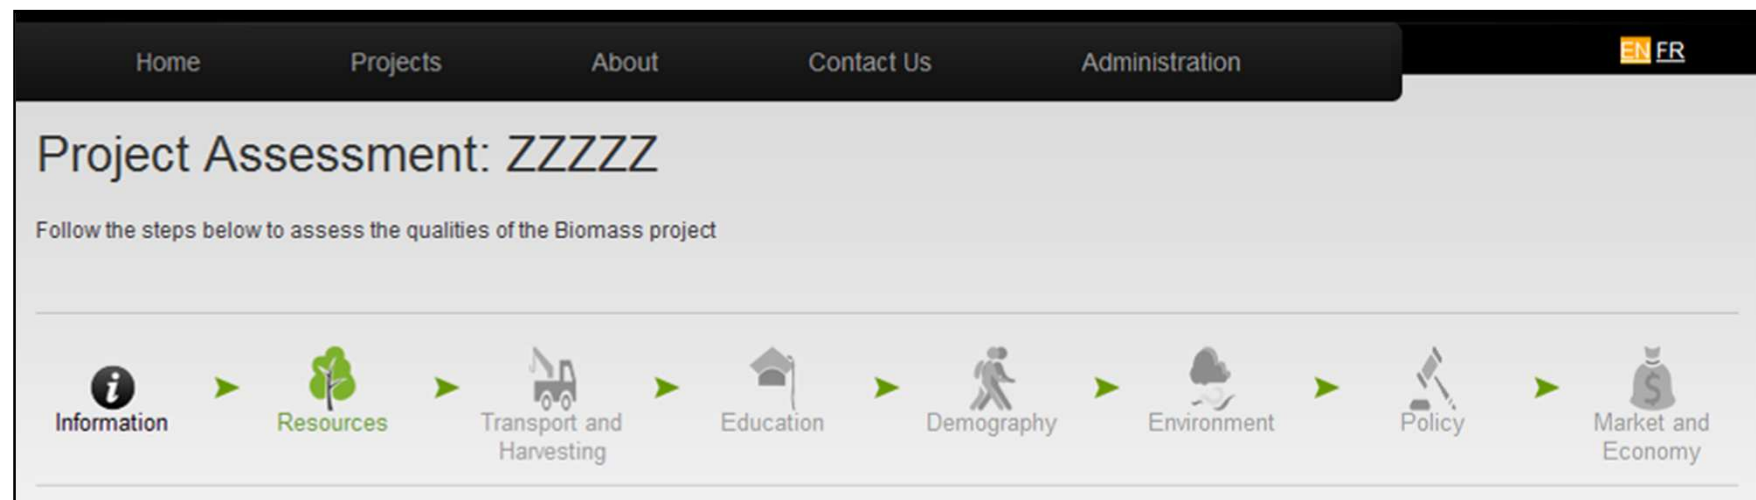 Home Projects About Contact Us Administration EN FR
Project Assessment: ZZZZZ
Follow the steps below to assess the qualities of the Biomass project
Information
Resources
Transport and
Harvesting
Education
Demography
Environment
Policy
Market and
Economy